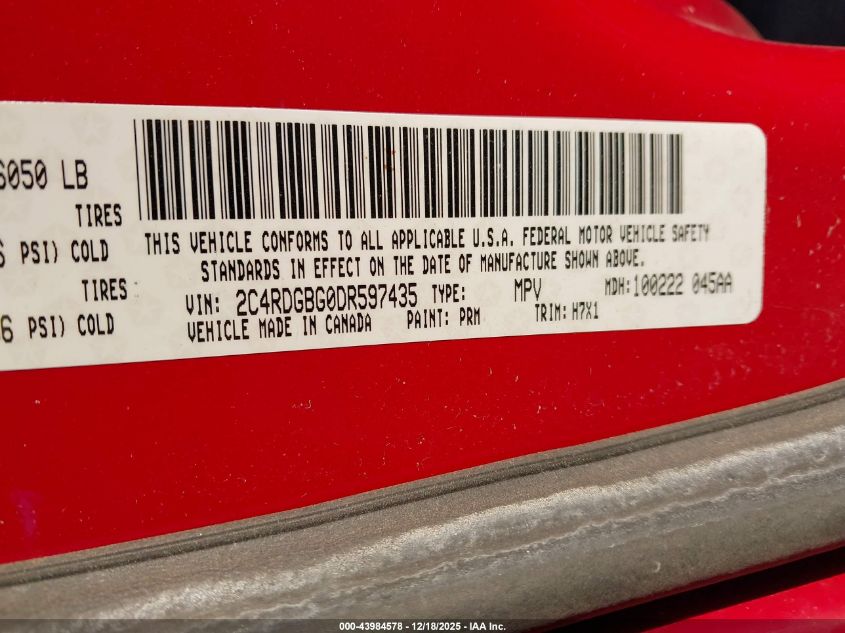 6050 LB
TIRES
PSI) COLD
TIRES
6 PSI) COLD
THIS VEHICLE CONFORMS TO ALL APPLICABLE U.S.A. FEDERAL MOTOR VEHICLE SAFETY
STANDARDS IN EFFECT ON THE DATE OF MANUFACTURE SHOWN ABOVE.
VIN: 2C4RDGBG0DR597435 TYPE: MPV MDH: 100222 045AA
VEHICLE MADE IN CANADA PAINT: PRM TRIM: H7X1
000-43984578 - 12/18/2025 - IAA Inc.